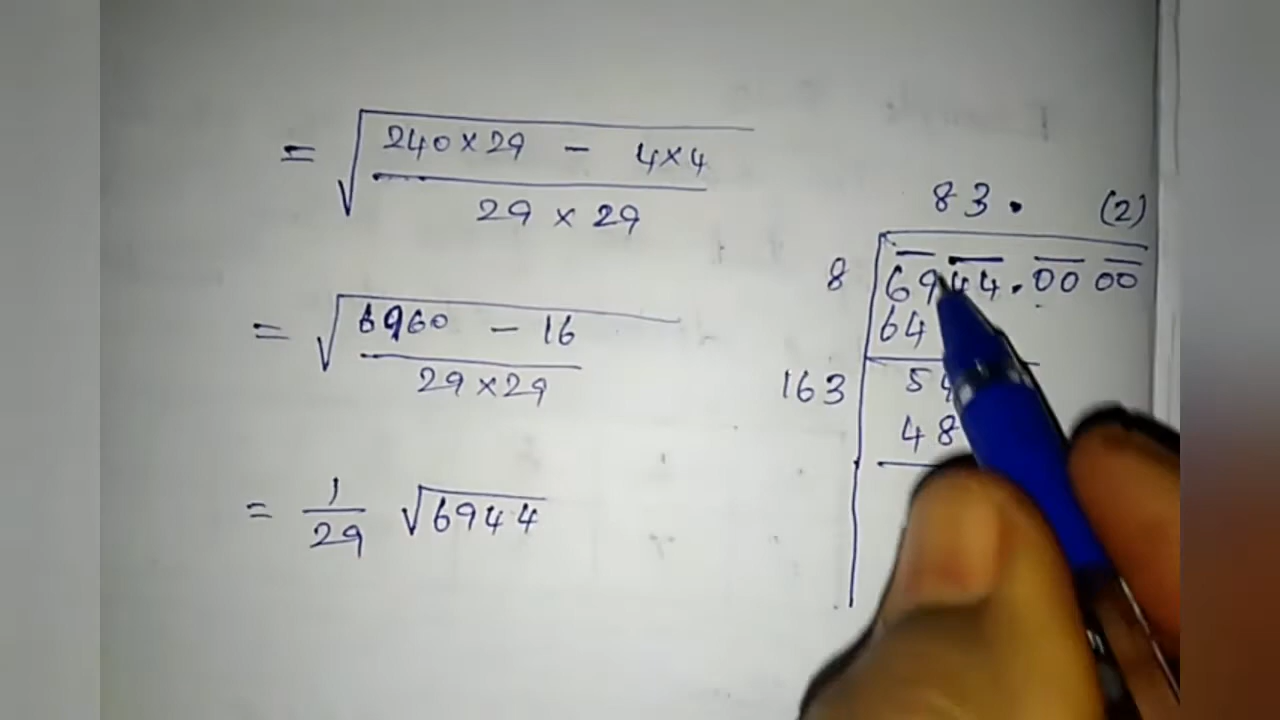 = √(240×29 - 4×4 / 29 × 29)
= √(6960 - 16 / 29 ×29)
= 1/29 √6944
83. (2)
8 6944.00 00
64
163 54
48